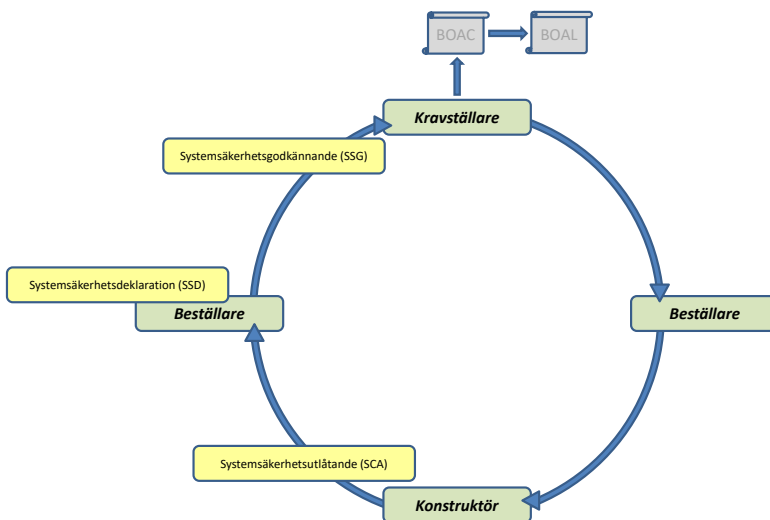 BOAC
BOAL
Kravställare
Systemsäkerhetsgodkännande (SSG)
Systemsäkerhetsdeklaration (SSD)
Beställare
Beställare
Systemsäkerhetsutlåtande (SCA)
Konstruktör